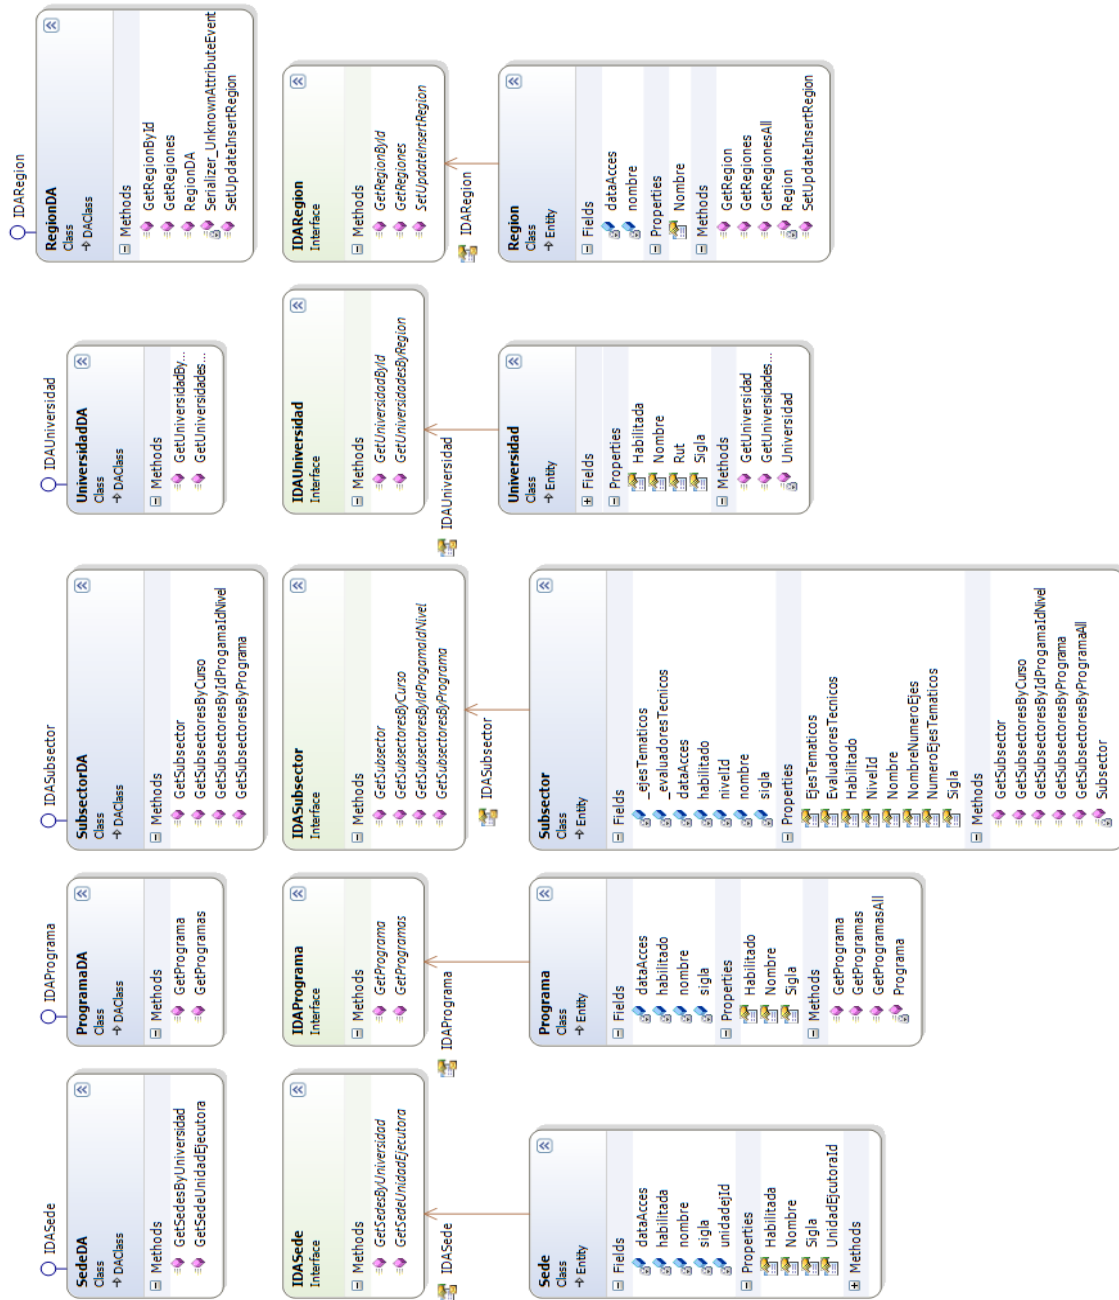 IDASede
SedeDA
Class
DAClass
Methods
GetSedesByUniversidad
GetSedeUnidadEjecutora
IDAPrograma
ProgramaDA
Class
DAClass
Methods
GetPrograma
GetProgramas
IDASubsector
SubsectorDA
Class
DAClass
Methods
GetSubsector
GetSubsectoresByCurso
GetSubsectoresByIdProgamaIdNivel
GetSubsectoresByPrograma
IDAUniversidad
UniversidadDA
Class
DAClass
Methods
GetUniversidadBy...
GetUniversidades...
IDARegion
RegionDA
Class
DAClass
Methods
GetRegionById
GetRegiones
RegionDA
Serializer_UnknownAttributeEvent
SetUpdateInsertRegion
IDASede
Interface
Methods
GetSedesByUniversidad
GetSedeUnidadEjecutora
IDASede
IDAPrograma
Interface
Methods
GetPrograma
GetProgramas
IDAPrograma
IDASubsector
Interface
Methods
GetSubsector
GetSubsectoresByCurso
GetSubsectoresByIdProgamaIdNivel
GetSubsectoresByPrograma
IDASubsector
IDAUniversidad
Interface
Methods
GetUniversidadById
GetUniversidadesByRegion
IDAUniversidad
IDARegion
Interface
Methods
GetRegionById
GetRegiones
SetUpdateInsertRegion
IDARegion
Sede
Class
Entity
Fields
dataAcces
habilitada
nombre
sigla
unidadejId
Properties
Habilitada
Nombre
Sigla
UnidadEjcutoraId
Methods
Programa
Class
Entity
Fields
dataAcces
habilitado
nombre
sigla
Properties
Habilitado
Nombre
Sigla
Methods
GetPrograma
GetProgramas
GetProgramasAll
Programa
Subsector
Class
Entity
Fields
_ejesTematicos
_evaluadoresTecnicos
dataAcces
habilitado
nivelId
nombre
sigla
Properties
EjesTematicos
EvaluadoresTecnicos
Habilitado
NivelId
Nombre
NombreNumeroEjes
NumeroEjesTematicos
Sigla
Methods
GetSubsector
GetSubsectoresByCurso
GetSubsectoresByIdProgamaIdNivel
GetSubsectoresByPrograma
GetSubsectoresByProgramaAll
Subsector
Universidad
Class
Entity
Fields
Properties
Habilitada
Nombre
Rut
Sigla
Methods
GetUniversidad
GetUniversidades...
Universidad
Region
Class
Entity
Fields
dataAcces
nombre
Properties
Nombre
Methods
GetRegion
GetRegiones
GetRegionesAll
Region
SetUpdateInsertRegion